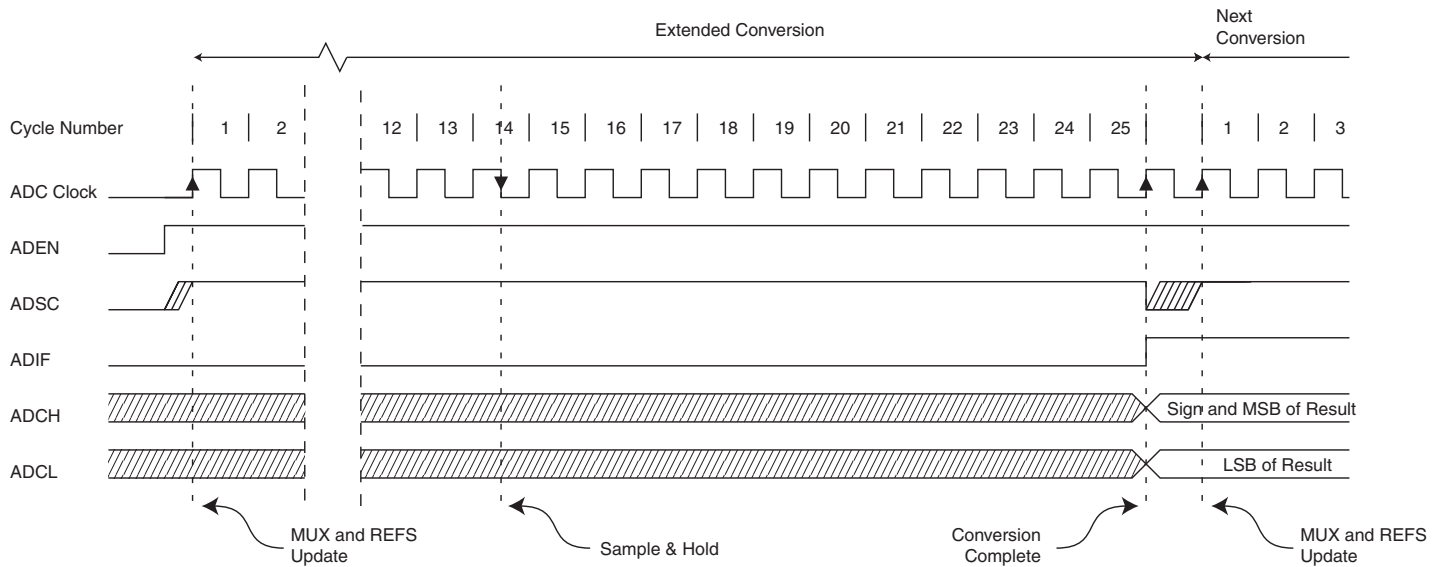 Extended Conversion
Next
Conversion
Cycle Number 1 2 12 13 14 15 16 17 18 19 20 21 22 23 24 25 1 2 3
ADC Clock
ADEN
ADSC
ADIF
ADCH
Sign and MSB of Result
ADCL
LSB of Result
MUX and REFS
Update
Sample & Hold
Conversion
Complete
MUX and REFS
Update